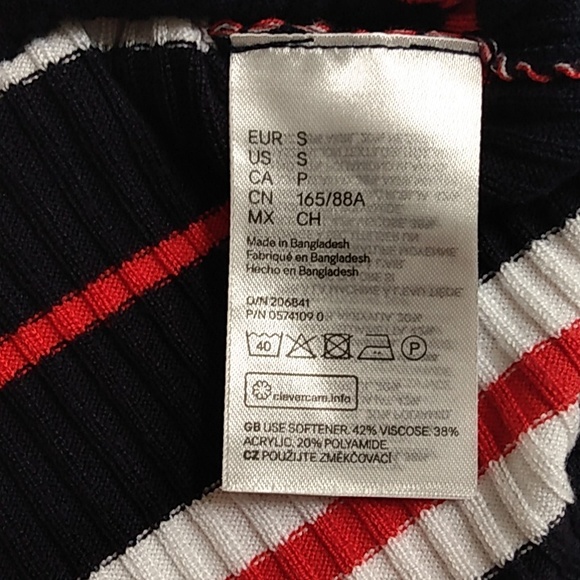 EUR S
US S
CA P
CN 165/88A
MX CH
Made in Bangladesh
Fabriqué en Bangladesh
Hecho en Bangladesh
O/N 206841
P/N 0574109 0
40 P
clevercare.info
GB USE SOFTENER. 42% VISCOSE. 38%
ACRYLIC. 20% POLYAMIDE.
CZ POUŽIJTE ZMĚKČOVACÍ